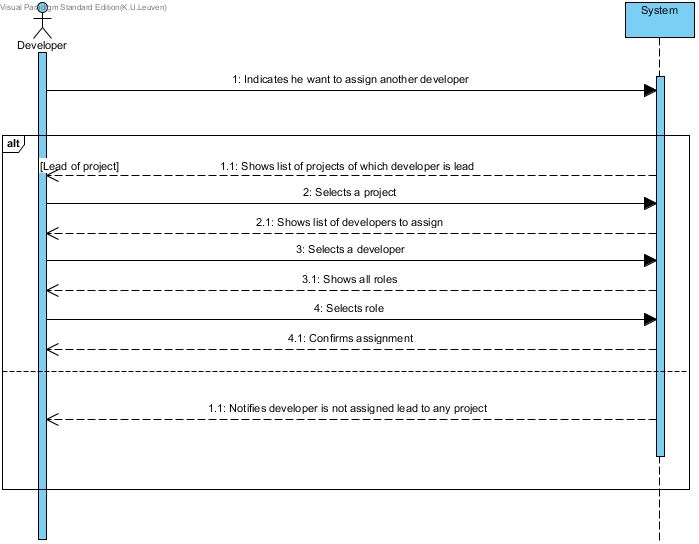 Visual Paradigm Standard Edition(K.U.Leuven)
System
Developer
1: Indicates he want to assign another developer
alt
[Lead of project]
1.1: Shows list of projects of which developer is lead
2: Selects a project
2.1: Shows list of developers to assign
3: Selects a developer
3.1: Shows all roles
4: Selects role
4.1: Confirms assignment
1.1: Notifies developer is not assigned lead to any project